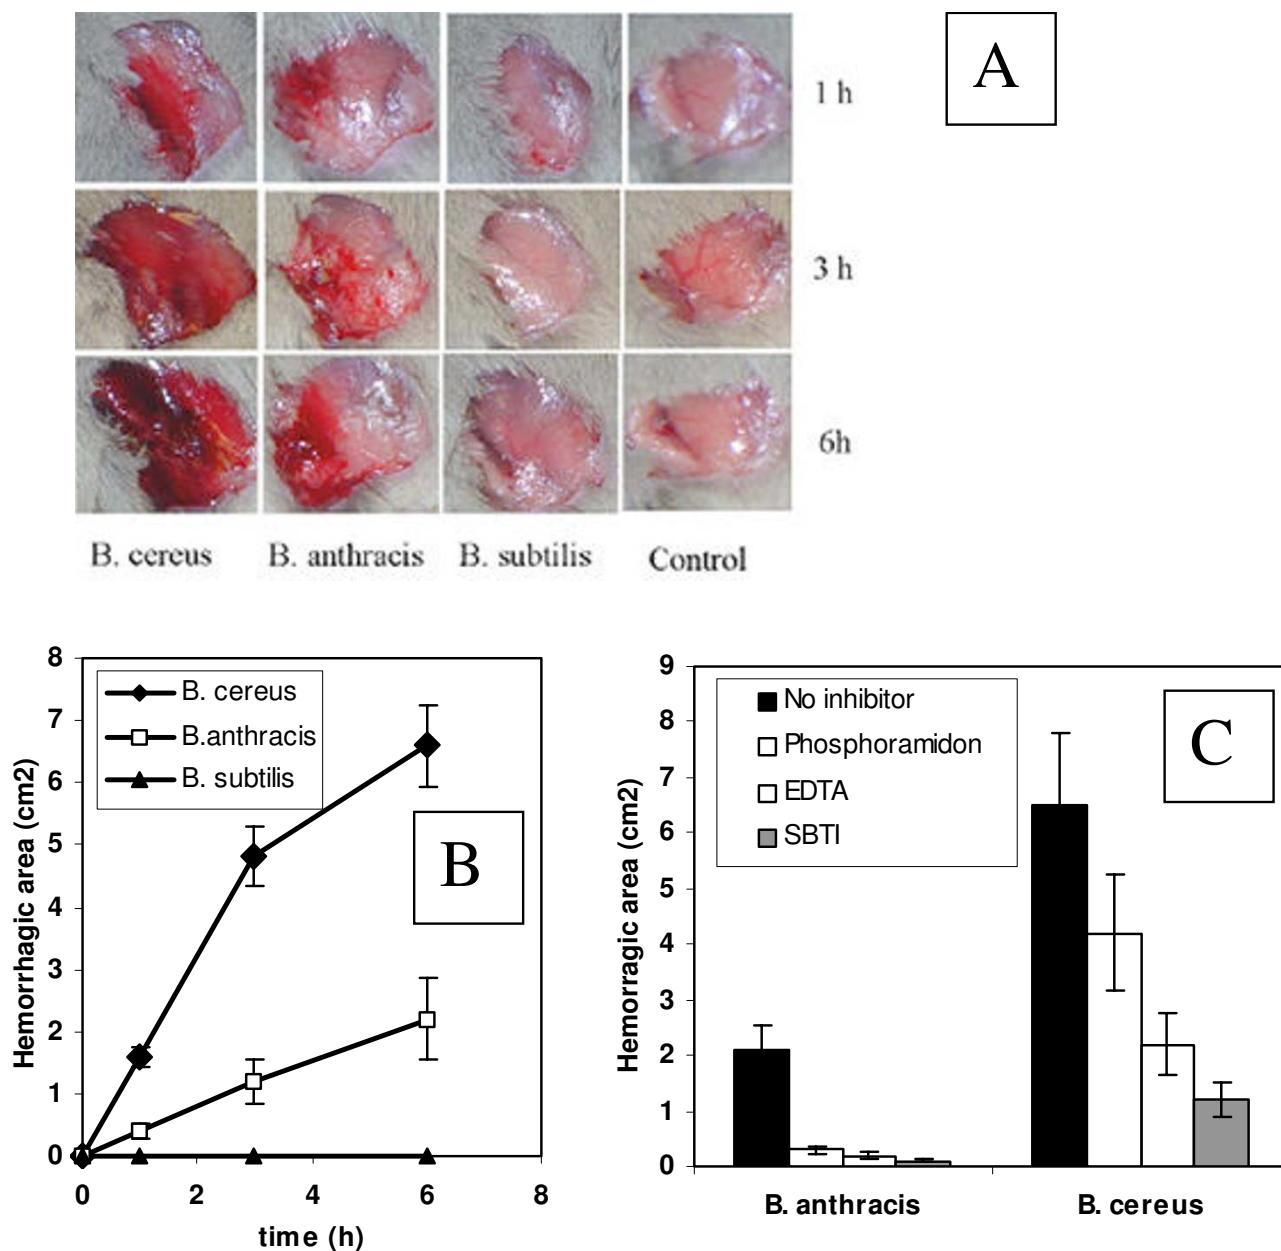 A
1 h
3 h
6h
B. cereus B. anthracis B. subtilis Control
8
7
6
5
4
3
2
1
0
Hemorrhagic area (cm2)
B. cereus
B.anthracis
B. subtilis
B
0 2 4 6 8
time (h)
9
8
7
6
5
4
3
2
1
0
Hemorragic area (cm2)
No inhibitor
Phosphoramidon
EDTA
SBTI
C
B. anthracis B. cereus